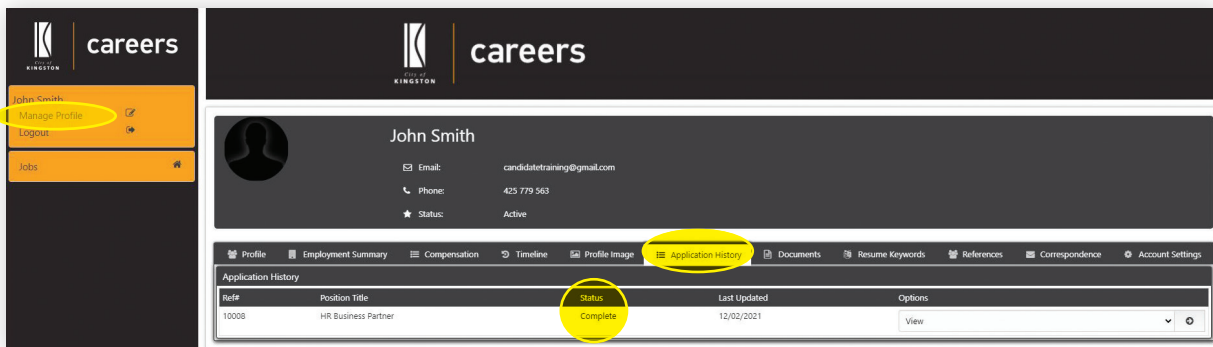 City of
KINGSTON
careers
John Smith
Manage Profile
Logout
Jobs
City of
KINGSTON
careers
John Smith
Email: candidatetraining@gmail.com
Phone: 425 779 563
Status: Active
Profile Employment Summary Compensation Timeline Profile Image Application History Documents Resume Keywords References Correspondence Account Settings
Application History
Ref# Position Title Status Last Updated Options
10008 HR Business Partner Complete 12/02/2021 View